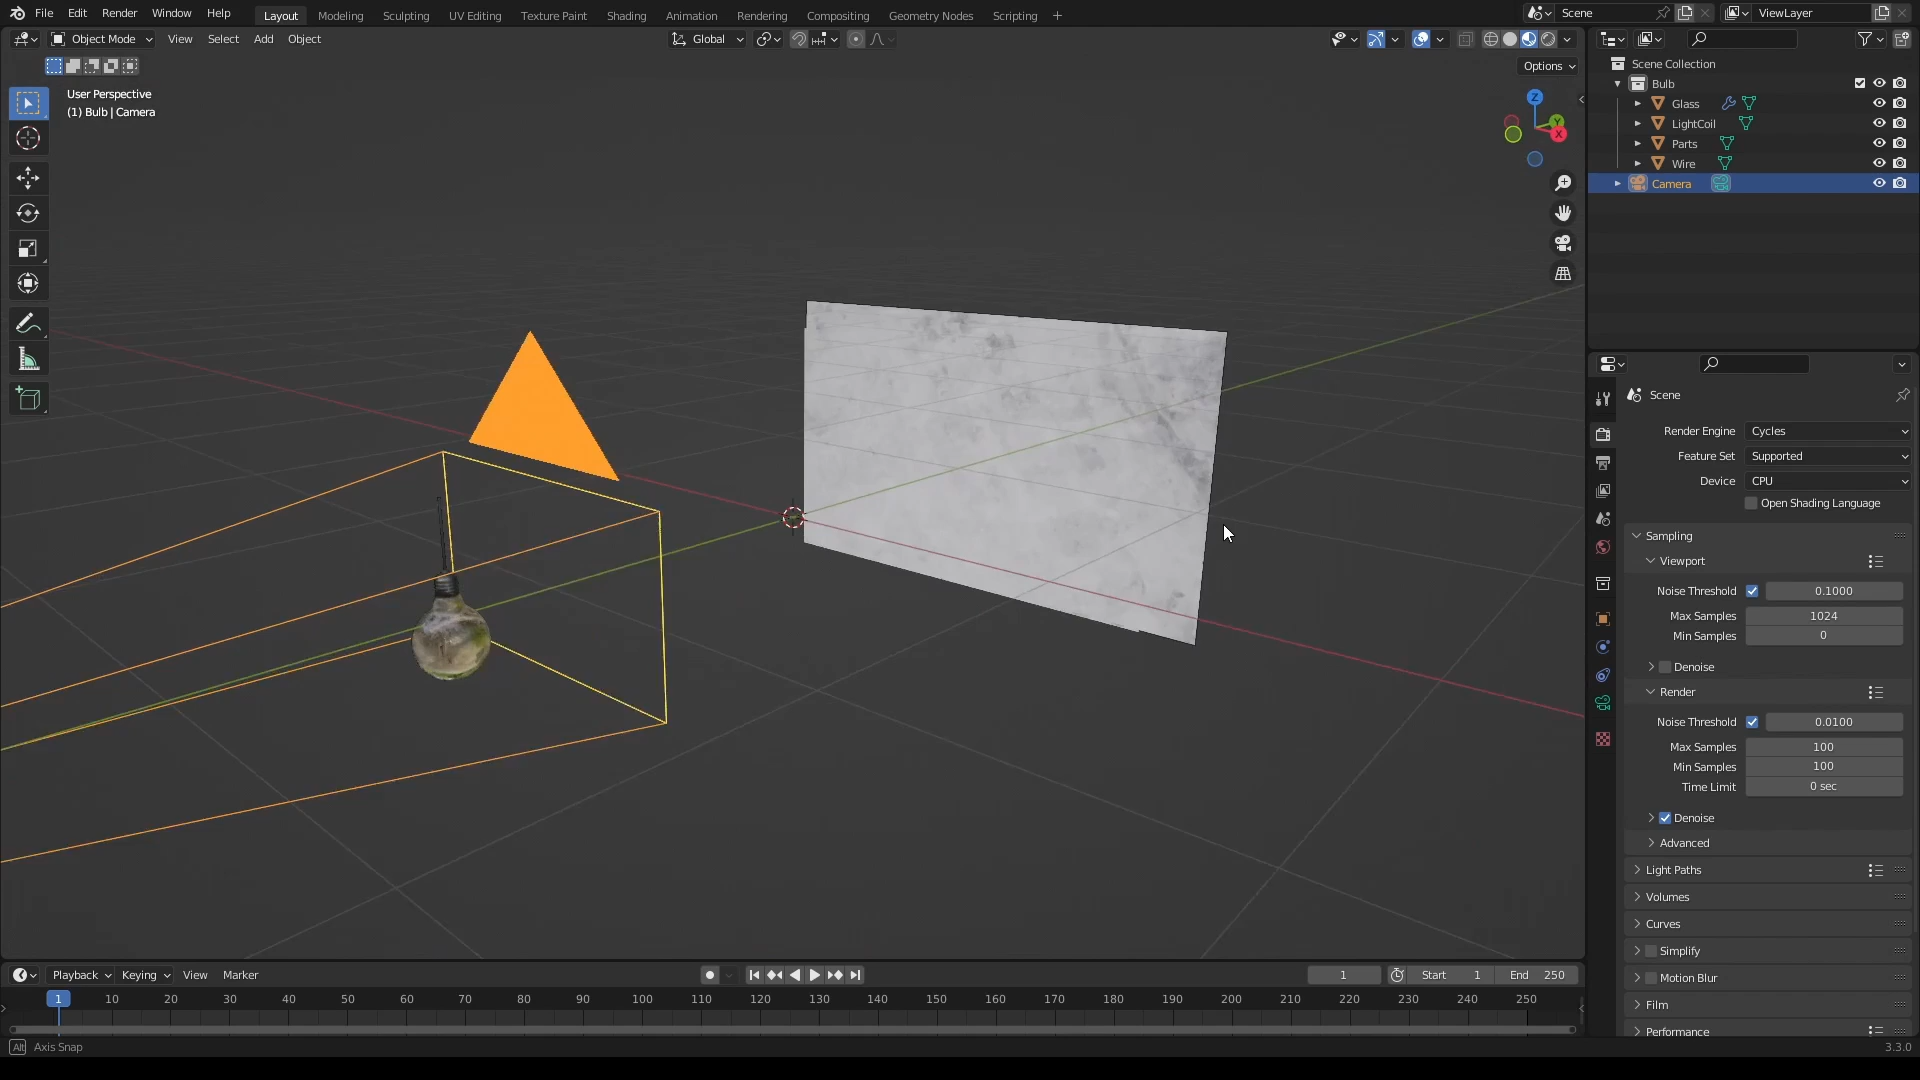 File Edit Render Window Help Layout Modeling Sculpting UV Editing Texture Paint Shading Animation Rendering Compositing Geometry Nodes Scripting + Scene ViewLayer
Object Mode View Select Add Object Global
Options
User Perspective
(1) Bulb | Camera
Z
Y
X
Scene Collection
Bulb
Glass
LightCoil
Parts
Wire
Camera
Scene
Render Engine Cycles
Feature Set Supported
Device CPU
Open Shading Language
Sampling
Viewport
Noise Threshold 0.1000
Max Samples 1024
Min Samples 0
Denoise
Render
Noise Threshold 0.0100
Max Samples 100
Min Samples 100
Time Limit 0 sec
Denoise
Advanced
Light Paths
Volumes
Curves
Simplify
Motion Blur
Film
Performance
Playback Keying View Marker 1 Start 1 End 250
1 10 20 30 40 50 60 70 80 90 100 110 120 130 140 150 160 170 180 190 200 210 220 230 240 250
Alt Axis Snap 3.3.0